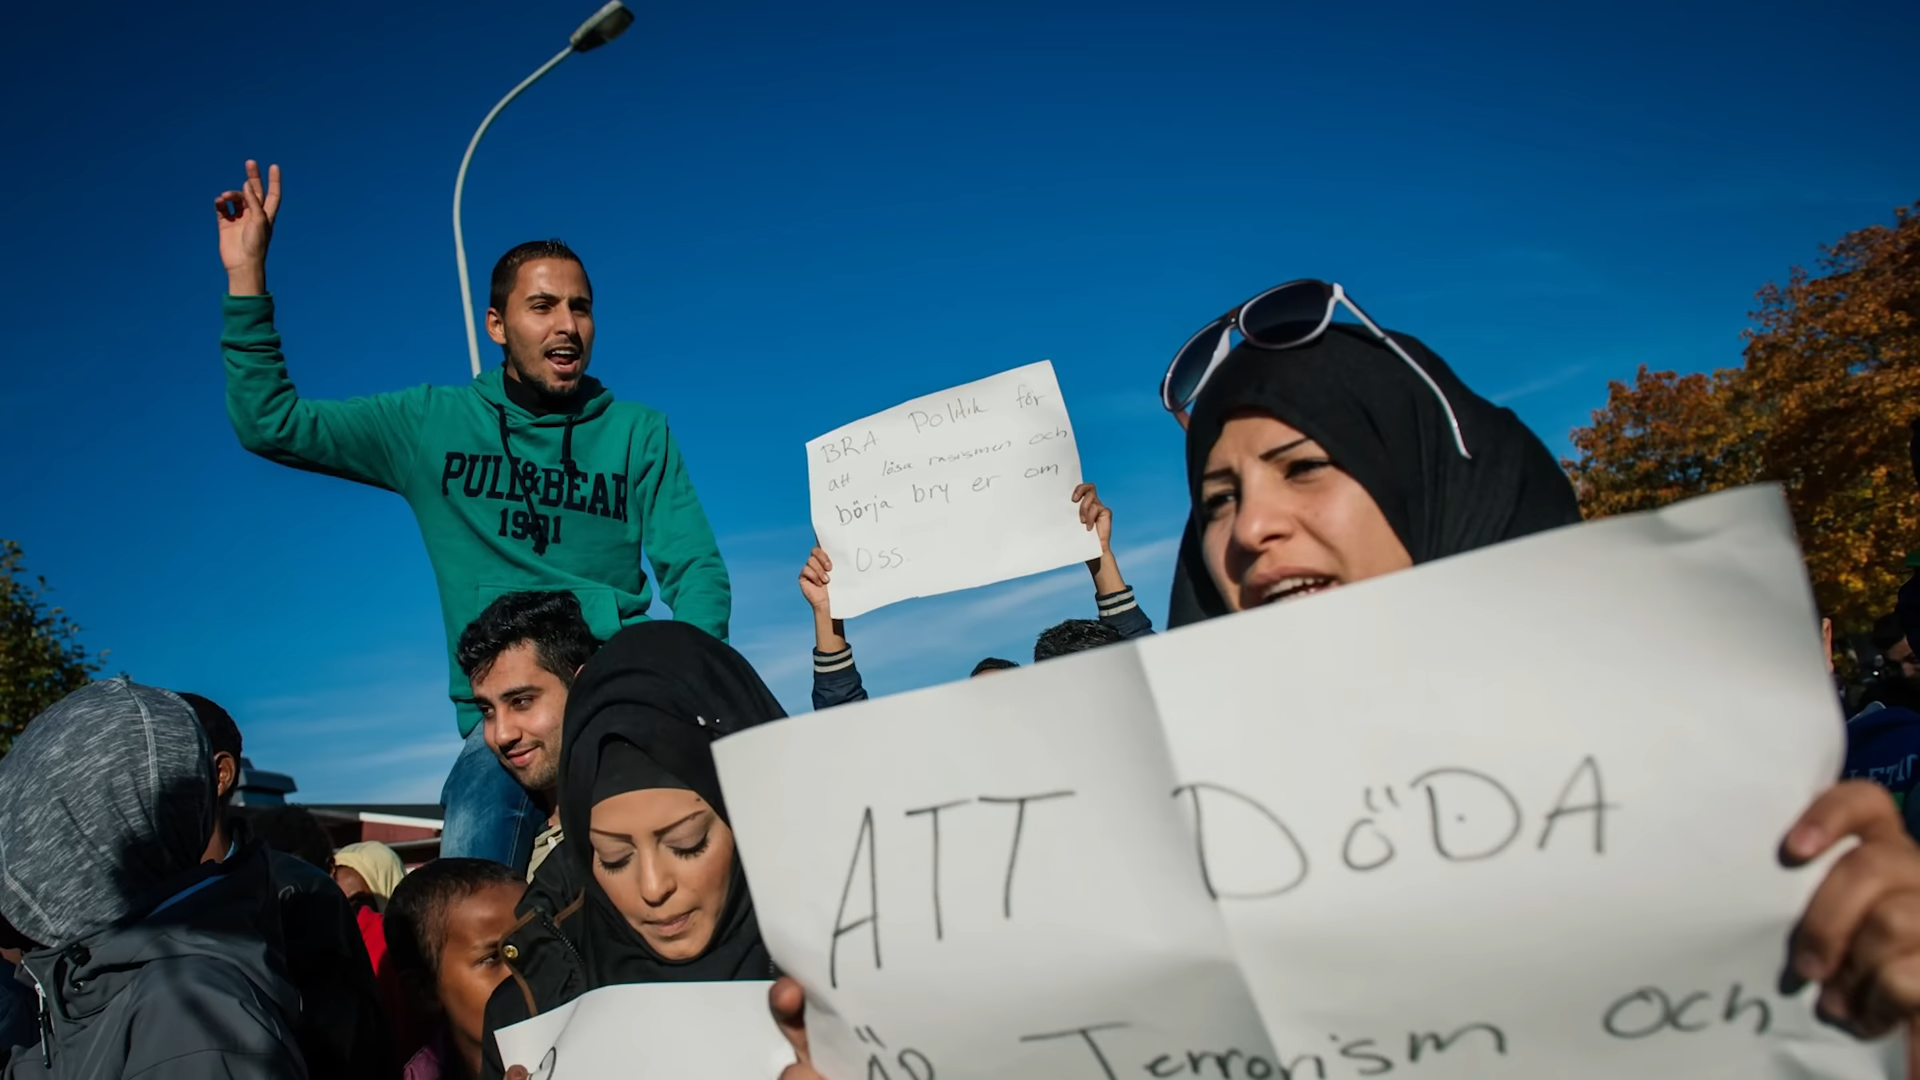 PULL&BEAR
1991
BRA Politik för
att lösa rasismen och
börja bry er om
Oss.
ATT DöDA
är Terrorism och